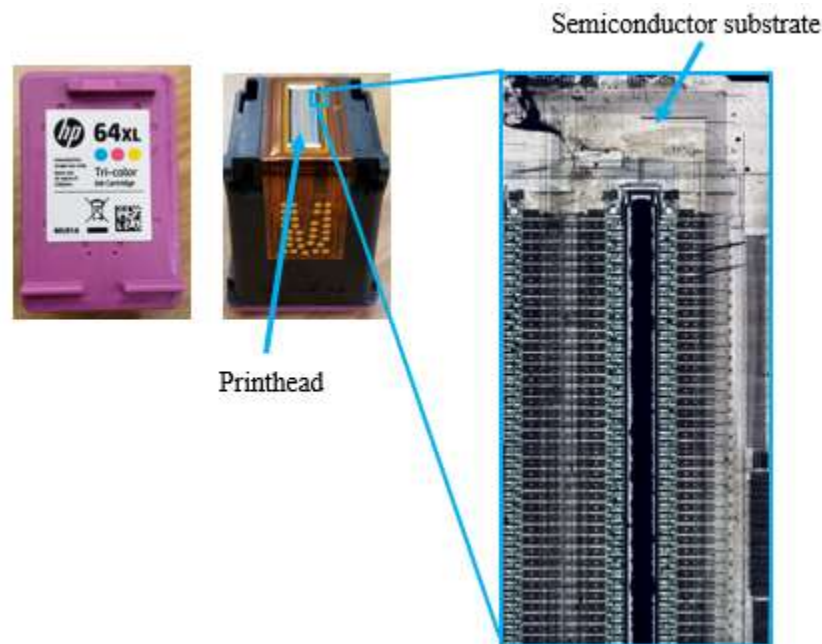 Semiconductor substrate
hp 64XL
Tri-color
Ink Cartridge
Printhead